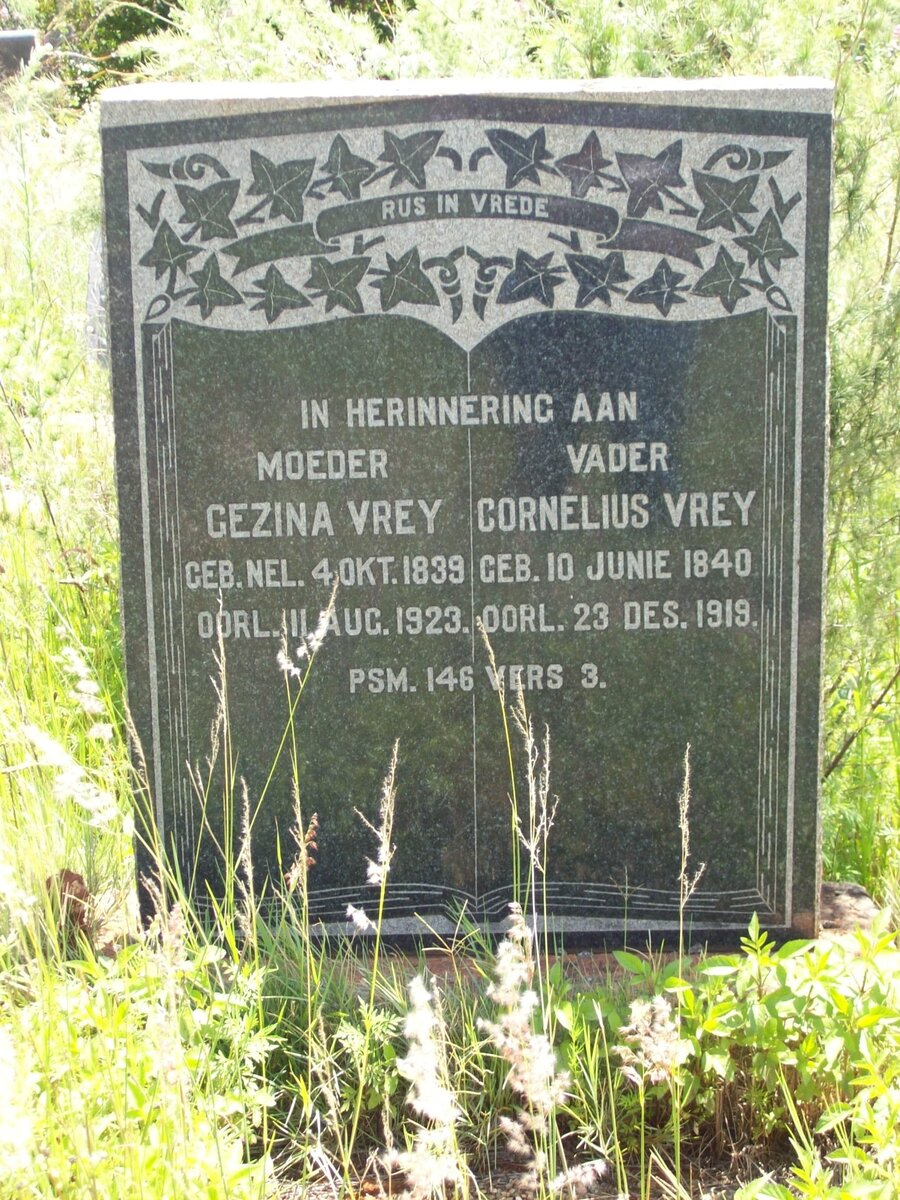 RUS IN VREDE
IN HERINNERING AAN
MOEDER
GEZINA VREY
GEB. NEL. 4 OKT. 1839
OORL. 11 AUG. 1923.
VADER
CORNELIUS VREY
GEB. 10 JUNIE 1840
OORL. 23 DES. 1919.
PSM. 146 VERS 3.